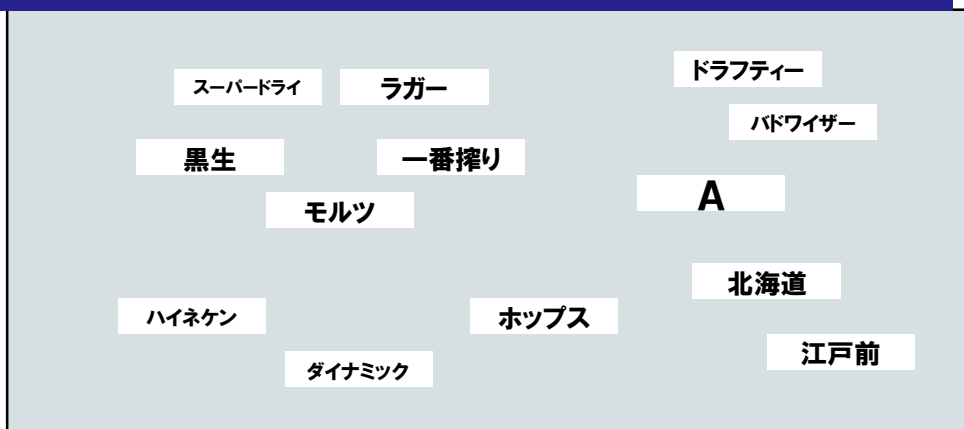 ドラフティー
スーパードライ
ラガー
バドワイザー
黒生
一番搾り
A
モルツ
北海道
ハイネケン
ホップス
江戸前
ダイナミック